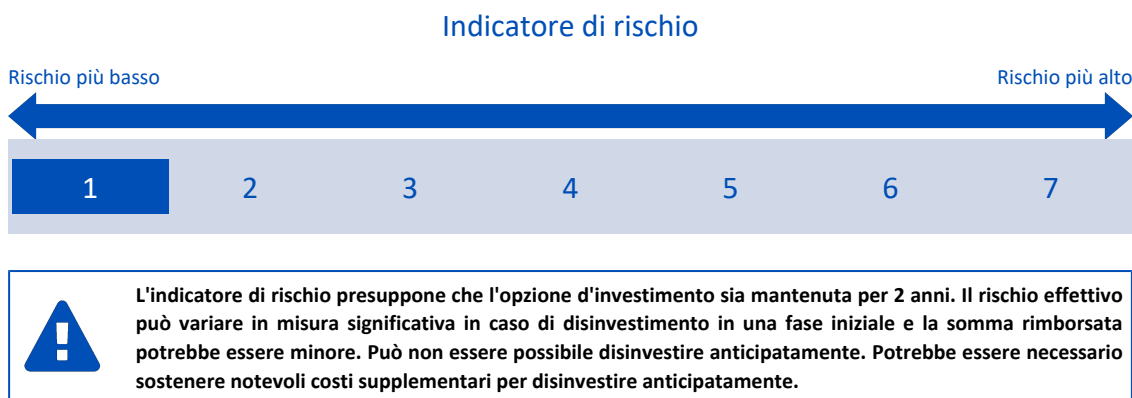 Indicatore di rischio
Rischio più basso
Rischio più alto
1 2 3 4 5 6 7
L'indicatore di rischio presuppone che l'opzione d'investimento sia mantenuta per 2 anni. Il rischio effettivo
può variare in misura significativa in caso di disinvestimento in una fase iniziale e la somma rimborsata
potrebbe essere minore. Può non essere possibile disinvestire anticipatamente. Potrebbe essere necessario
sostenere notevoli costi supplementari per disinvestire anticipatamente.